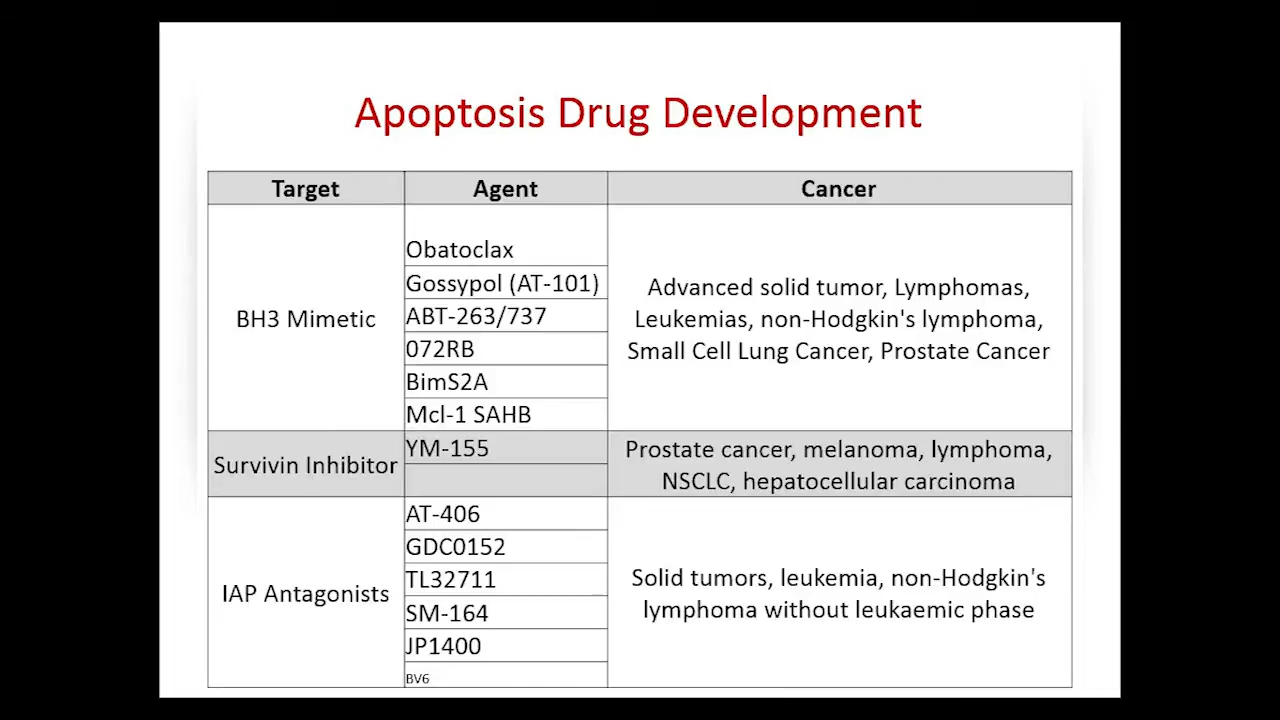 Apoptosis Drug Development
Target Agent Cancer
BH3 Mimetic
Obatoclax
Gossypol (AT-101)
ABT-263/737
072RB
BimS2A
Mcl-1 SAHB
Advanced solid tumor, Lymphomas,
Leukemias, non-Hodgkin's lymphoma,
Small Cell Lung Cancer, Prostate Cancer
Survivin Inhibitor
YM-155
Prostate cancer, melanoma, lymphoma,
NSCLC, hepatocellular carcinoma
IAP Antagonists
AT-406
GDC0152
TL32711
SM-164
JP1400
BV6
Solid tumors, leukemia, non-Hodgkin's
lymphoma without leukaemic phase